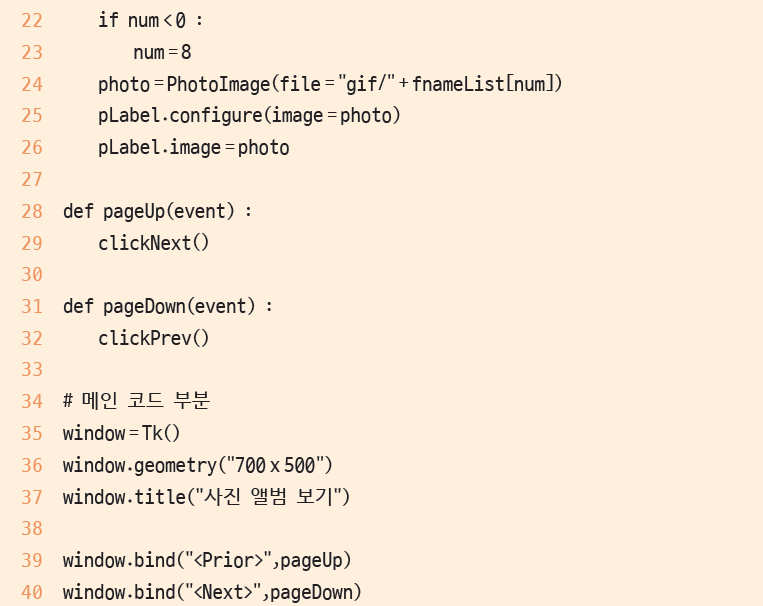 22 if num<0 :
23 num=8
24 photo=PhotoImage(file="gif/"+fnameList[num])
25 pLabel.configure(image=photo)
26 pLabel.image=photo
27
28 def pageUp(event) :
29 clickNext()
30
31 def pageDown(event) :
32 clickPrev()
33
34 # 메인 코드 부분
35 window=Tk()
36 window.geometry("700x500")
37 window.title("사진 앨범 보기")
38
39 window.bind("<Prior>",pageUp)
40 window.bind("<Next>",pageDown)